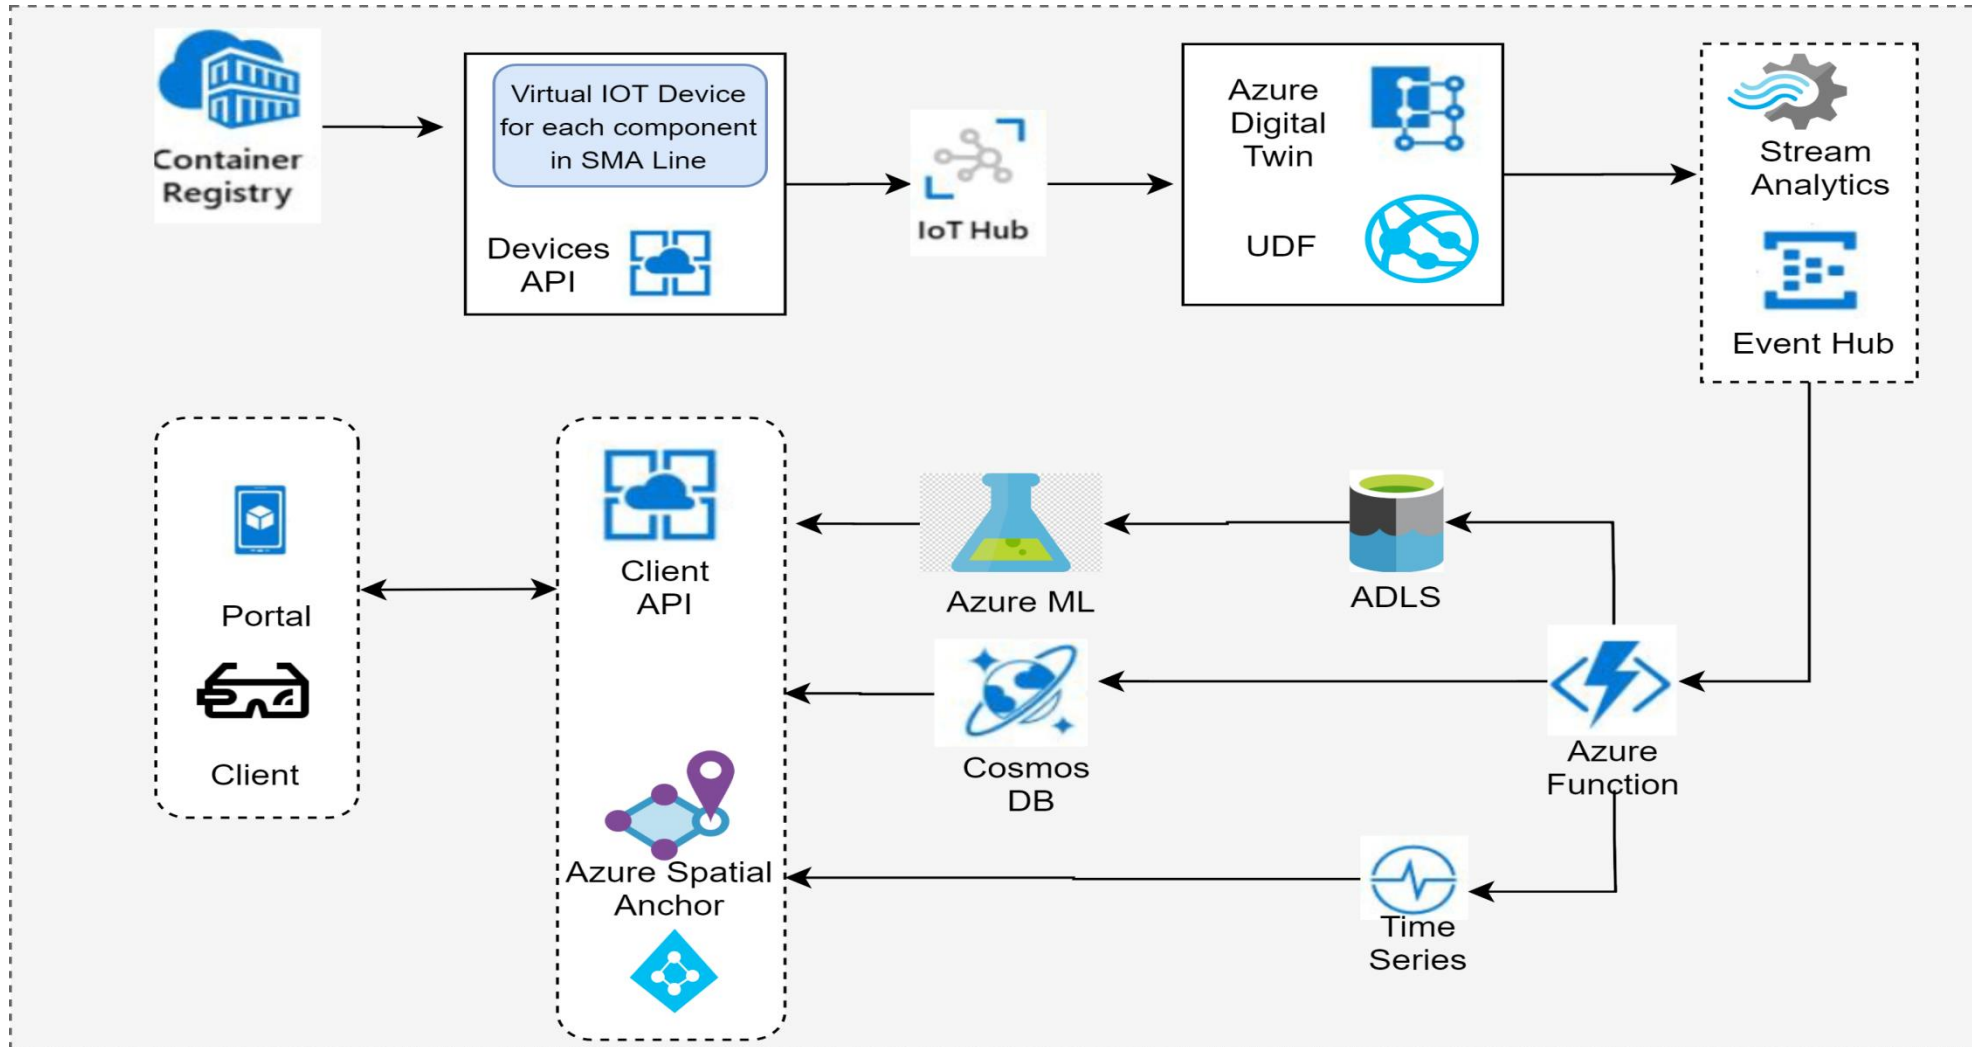 Container
Registry
Virtual IOT Device
for each component
in SMA Line
Devices
API
IoT Hub
Azure
Digital
Twin
UDF
Stream
Analytics
Event Hub
Portal
Client
Client
API
Azure Spatial
Anchor
Azure ML
ADLS
Cosmos
DB
Azure
Function
Time
Series